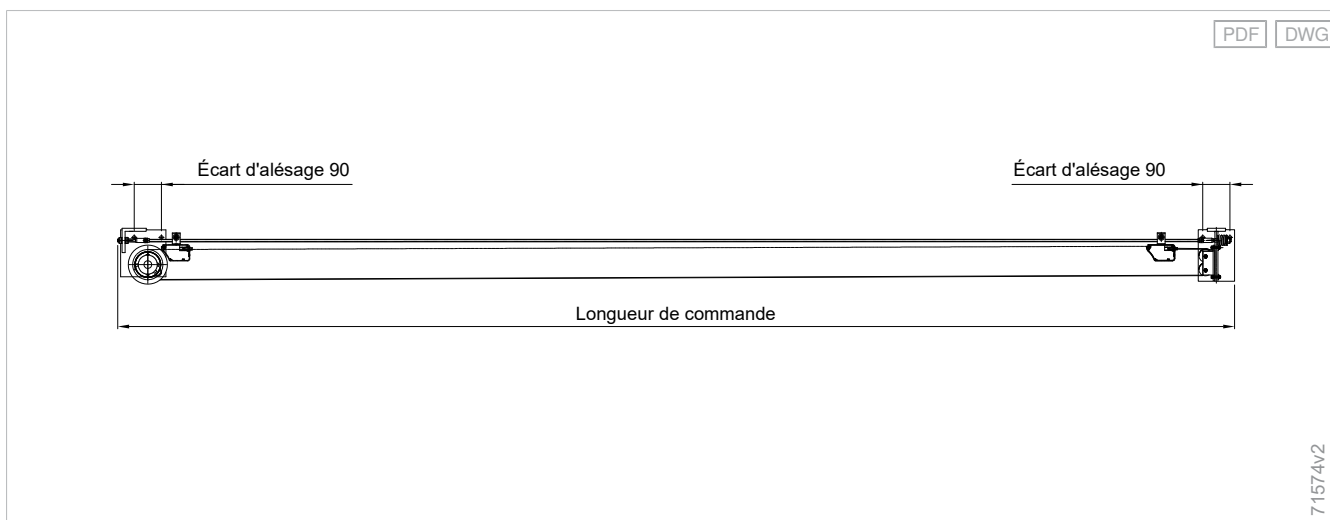 PDF DWG
Écart d'alésage 90
Écart d'alésage 90
Longueur de commande
71574v2